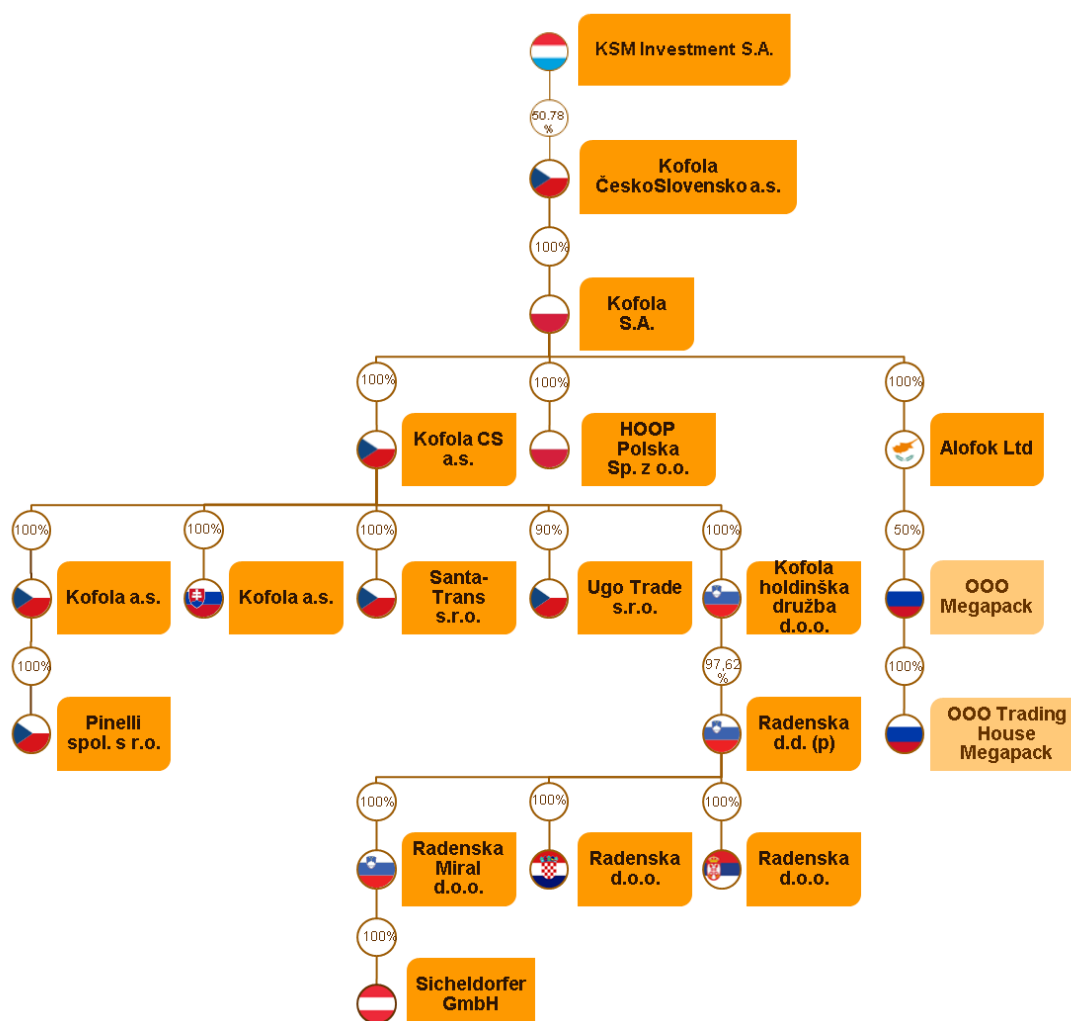 KSM Investment S.A.
50.78
%
Kofola
ČeskoSlovensko a.s.
100%
Kofola
S.A.
100%
100%
100%
Kofola CS
a.s.
HOOP
Polska
Sp. z o.o.
Alofok Ltd
100%
100%
100%
90%
100%
50%
Kofola a.s.
Kofola a.s.
Santa-
Trans
s.r.o.
Ugo Trade
s.r.o.
Kofola
holdinška
družba
d.o.o.
OOO
Megapack
100%
97,62
%
100%
Pinelli
spol. s r.o.
Radenska
d.d. (p)
OOO Trading
House
Megapack
100%
100%
100%
Radenska
Miral
d.o.o.
Radenska
d.o.o.
Radenska
d.o.o.
100%
Sicheldorfer
GmbH